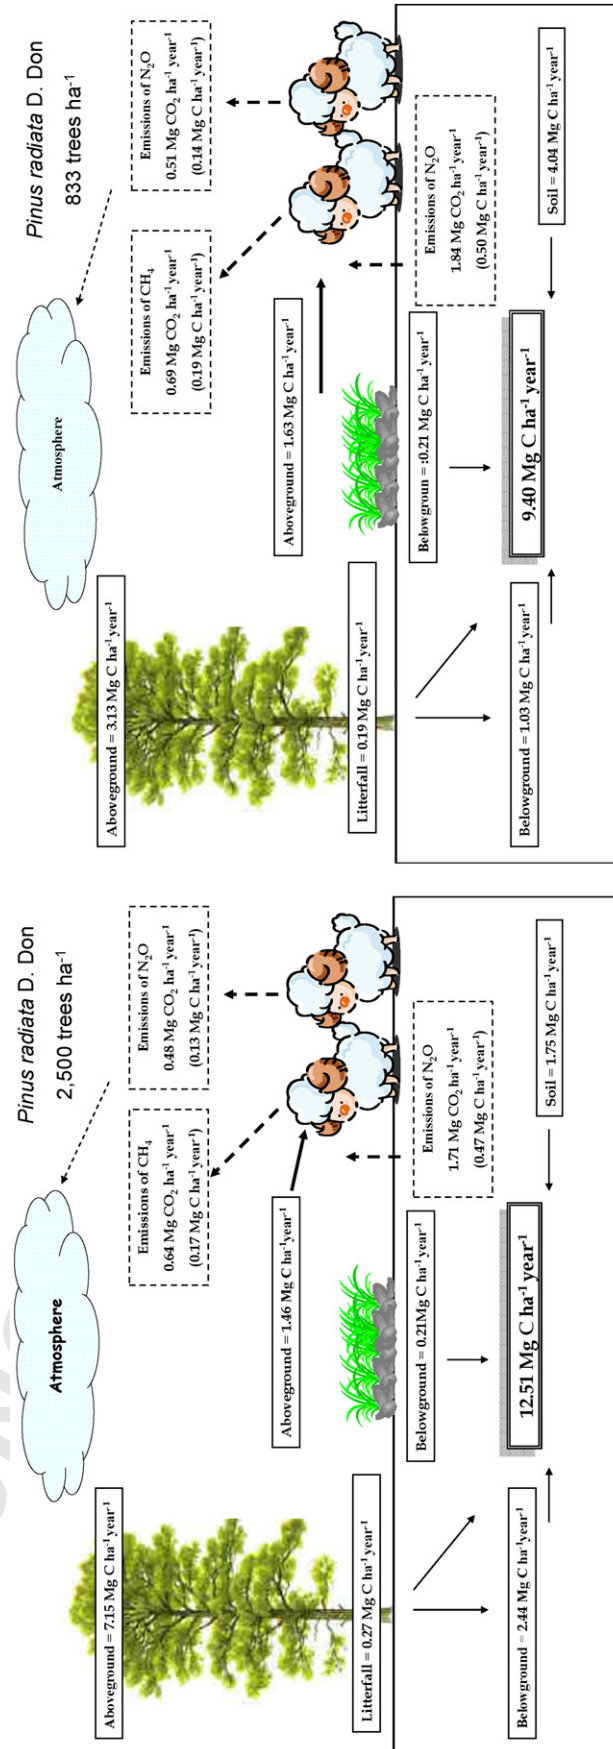 Pinus radiata D. Don
2,500 trees ha-1
Atmosphere
Aboveground = 7.15 Mg C ha-1 year-1
Emissions of CH4
0.64 Mg CO2 ha-1 year-1
(0.17 Mg C ha-1 year-1)
Emissions of N2O
0.48 Mg CO2 ha-1 year-1
(0.13 Mg C ha-1 year-1)
Aboveground = 1.46 Mg C ha-1year-1
Litterfall = 0.27 Mg C ha-1 year-1
Belowground = 0.21Mg C ha-1 year-1
Emissions of N2O
1.71 Mg CO2 ha-1 year-1
(0.47 Mg C ha-1 year-1)
Belowground = 2.44 Mg C ha-1year-1
12.51 Mg C ha-1 year-1
Soil = 1.75 Mg C ha-1 year-1
Pinus radiata D. Don
833 trees ha-1
Atmosphere
Aboveground = 3.13 Mg C ha-1 year-1
Emissions of CH4
0.69 Mg CO2 ha-1 year-1
(0.19 Mg C ha-1 year-1)
Emissions of N2O
0.51 Mg CO2 ha-1 year-1
(0.14 Mg C ha-1 year-1)
Aboveground = 1.63 Mg C ha-1 year-1
Litterfall = 0.19 Mg C ha-1 year-1
Belowgroun = :0.21 Mg C ha-1 year-1
Emissions of N2O
1.84 Mg CO2 ha-1 year-1
(0.50 Mg C ha-1 year-1)
Belowground = 1.03 Mg C ha-1 year-1
9.40 Mg C ha-1 year-1
Soil = 4.04 Mg C ha-1 year-1